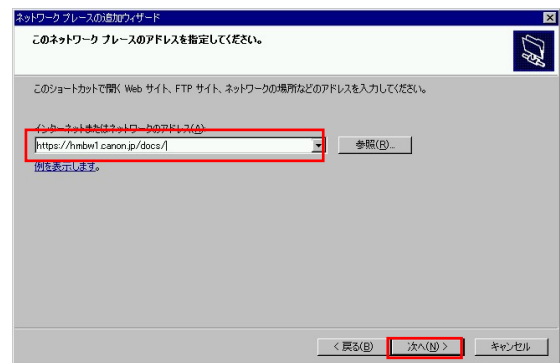 ネットワーク プレースの追加ウィザード
このネットワーク プレースのアドレスを指定してください。
このショートカットで開く Web サイト、FTP サイト、ネットワークの場所などのアドレスを入力してください。
インターネットまたはネットワークのアドレス(A):
https://hmbw1.canon.jp/docs/
参照(R)...
例を表示します。
< 戻る(B)
次へ(N) >
キャンセル